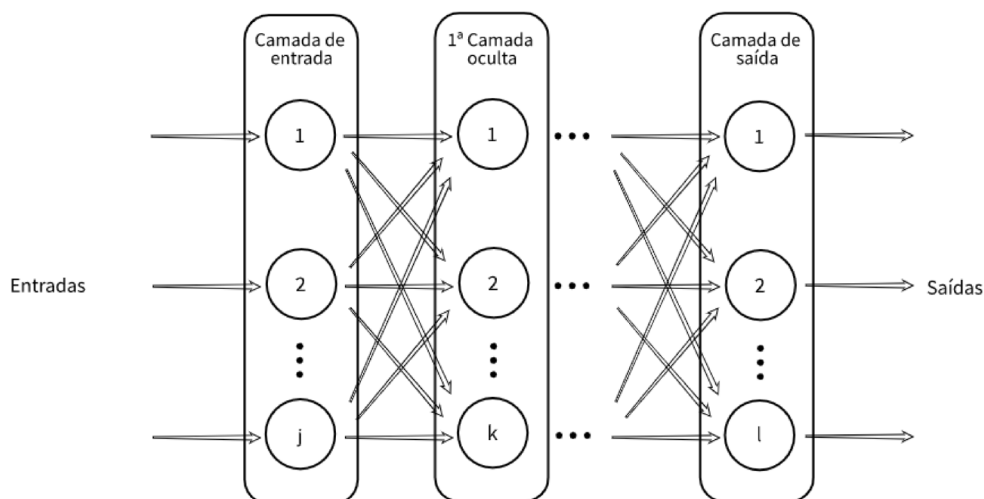 Camada de
entrada
1ª Camada
oculta
Camada de
saída
1
1
1
Entradas
2
2
2
Saídas
j
k
l